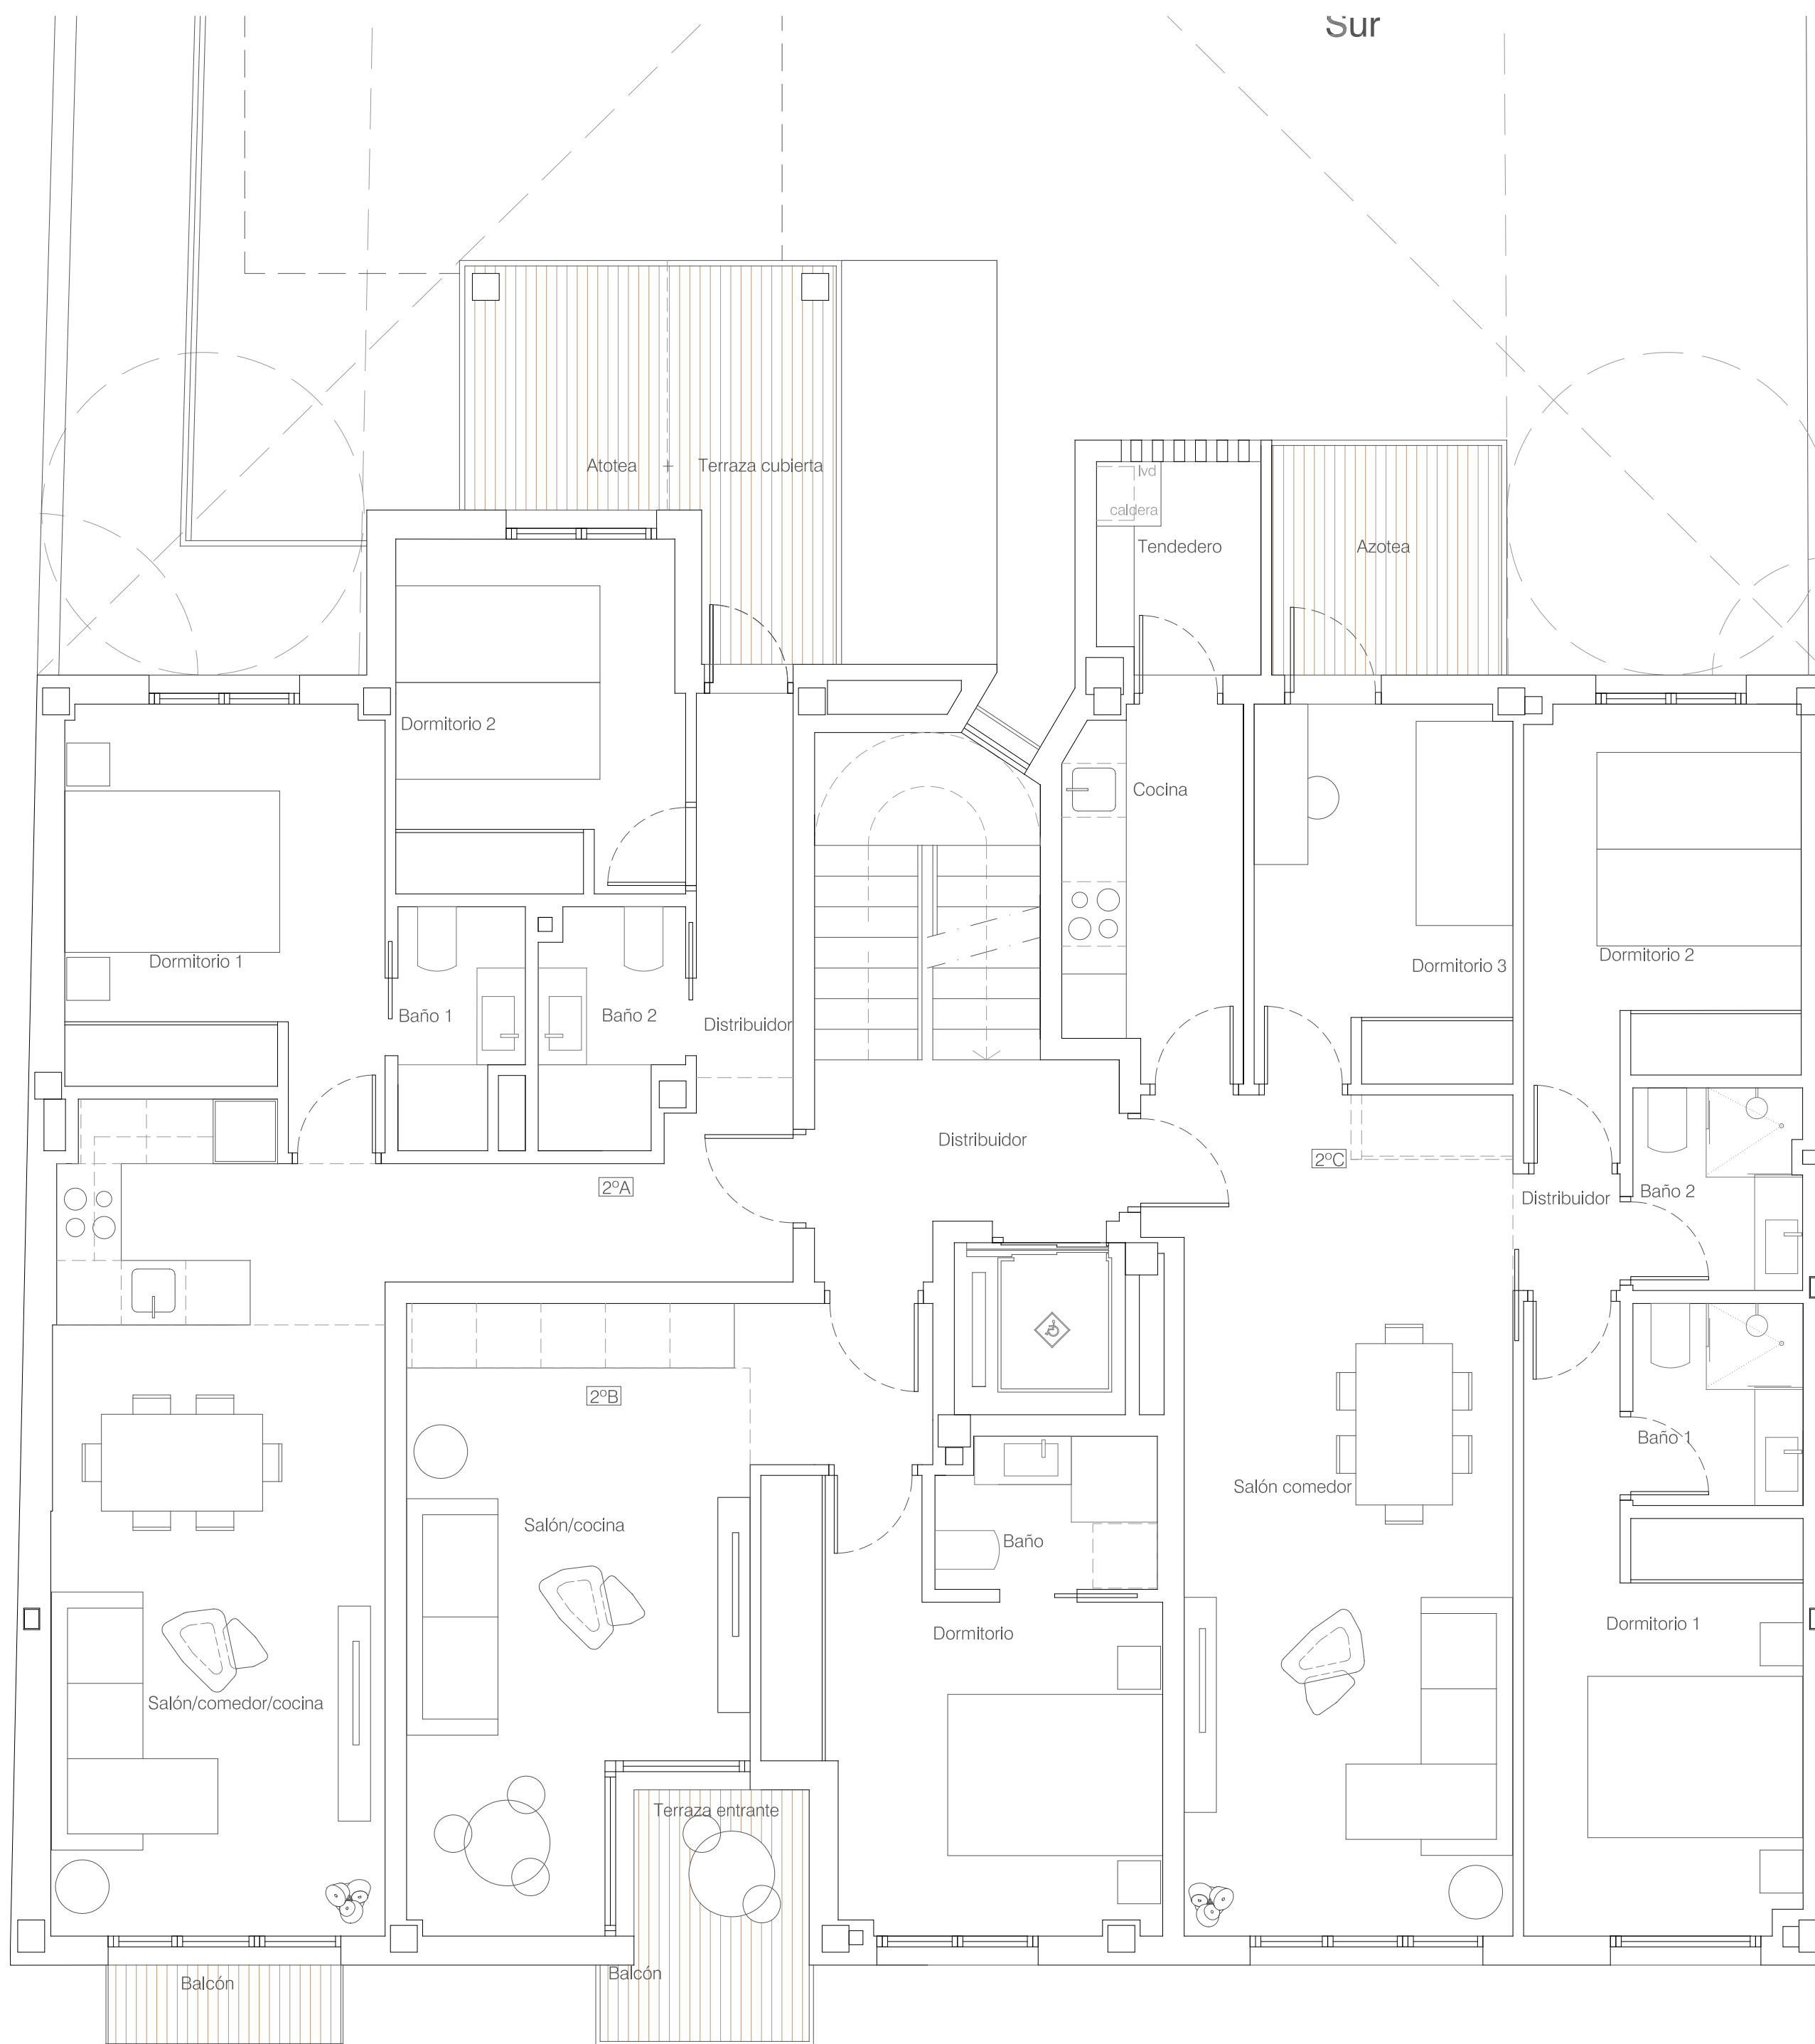 Sur
Atotea + Terraza cubierta
lvd
caldera
Tendedero
Azotea
Dormitorio 2
Cocina
Dormitorio 1
Dormitorio 3
Dormitorio 2
Baño 1
Baño 2
Distribuidor
Distribuidor
2ºC
2ºA
Distribuidor
Baño 2
2ºB
Baño 1
Salón comedor
Salón/cocina
Baño
Dormitorio
Dormitorio 1
Salón/comedor/cocina
Terraza entrante
Balcón
Balcón